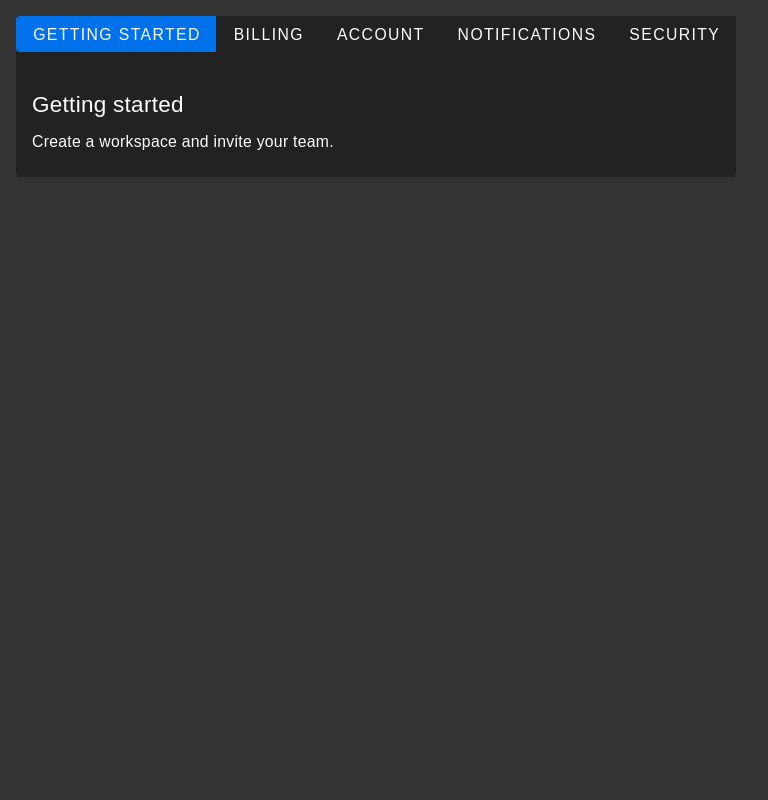 GETTING STARTED BILLING ACCOUNT NOTIFICATIONS SECURITY
Getting started
Create a workspace and invite your team.